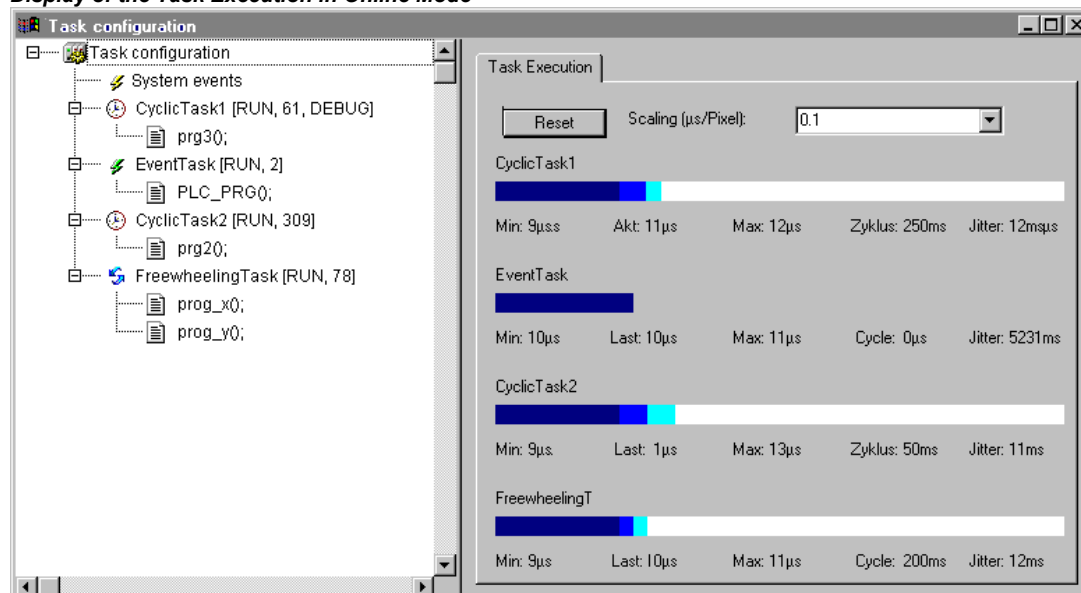 Display of the Task Execution in Online Mode
Task configuration
Task configuration
System events
CyclicTask1 [RUN, 61, DEBUG]
prg3();
EventTask [RUN, 2]
PLC_PRG();
CyclicTask2 [RUN, 309]
prg2();
FreewheelingTask [RUN, 78]
prog_x();
prog_y();
Task Execution
Reset Scaling (µs/Pixel): 0.1
CyclicTask1
Min: 9µss Akt: 11µs Max: 12µs Zyklus: 250ms Jitter: 12msµs
EventTask
Min: 10µs Last: 10µs Max: 11µs Cycle: 0µs Jitter: 5231ms
CyclicTask2
Min: 9µs. Last: 1µs Max: 13µs Zyklus: 50ms Jitter: 11ms
FreewheelingT
Min: 9µs Last: 10µs Max: 11µs Cycle: 200ms Jitter: 12ms